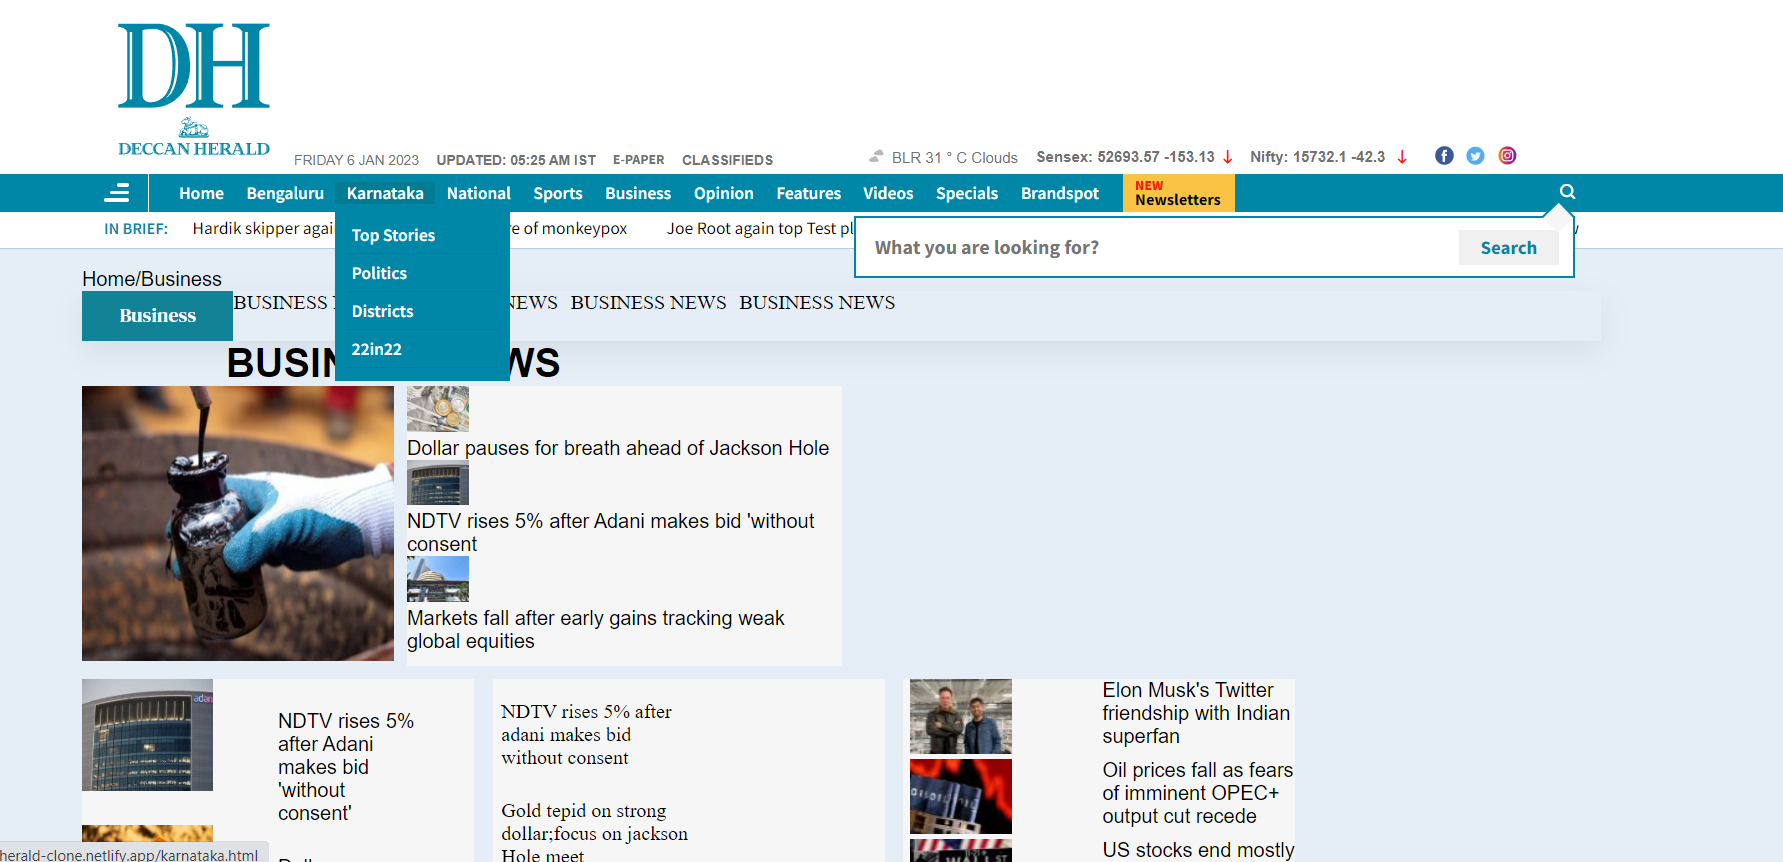 DH
DECCAN HERALD
FRIDAY 6 JAN 2023 UPDATED: 05:25 AM IST E-PAPER CLASSIFIEDS BLR 31 ° C Clouds Sensex: 52693.57 -153.13 Nifty: 15732.1 -42.3
Home Bengaluru Karnataka National Sports Business Opinion Features Videos Specials Brandspot NEW Newsletters
IN BRIEF: Hardik skipper agai e of monkeypox Joe Root again top Test pl
Top Stories
Politics
Districts
22in22
What you are looking for? Search
Home/Business
Business BUSINESS NEWS BUSINESS NEWS BUSINESS NEWS
BUSIN WS
Dollar pauses for breath ahead of Jackson Hole
NDTV rises 5% after Adani makes bid 'without
consent
Markets fall after early gains tracking weak
global equities
NDTV rises 5%
after Adani
makes bid
'without
consent'
NDTV rises 5% after
adani makes bid
without consent
Gold tepid on strong
dollar;focus on jackson
Hole meet
Elon Musk's Twitter
friendship with Indian
superfan
Oil prices fall as fears
of imminent OPEC+
output cut recede
US stocks end mostly
herald-clone.netlify.app/karnataka.html